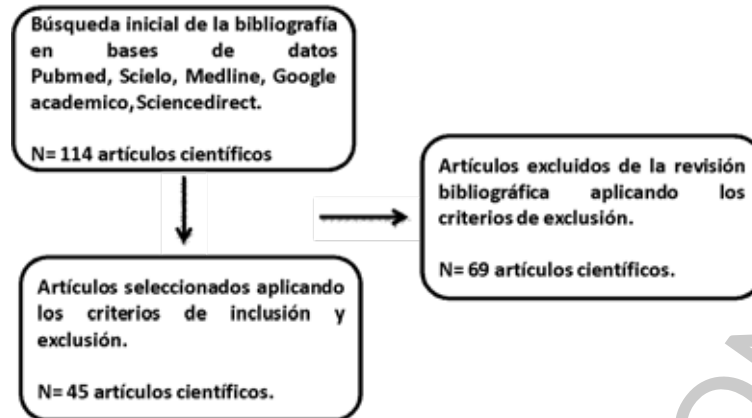 Búsqueda inicial de la bibliografía
en bases de datos
Pubmed, Scielo, Medline, Google
academico,Sciencedirect.
N= 114 artículos científicos
Artículos excluidos de la revisión
bibliográfica aplicando los
criterios de exclusión.
N= 69 artículos científicos.
Artículos seleccionados aplicando
los criterios de inclusión y
exclusión.
N= 45 artículos científicos.